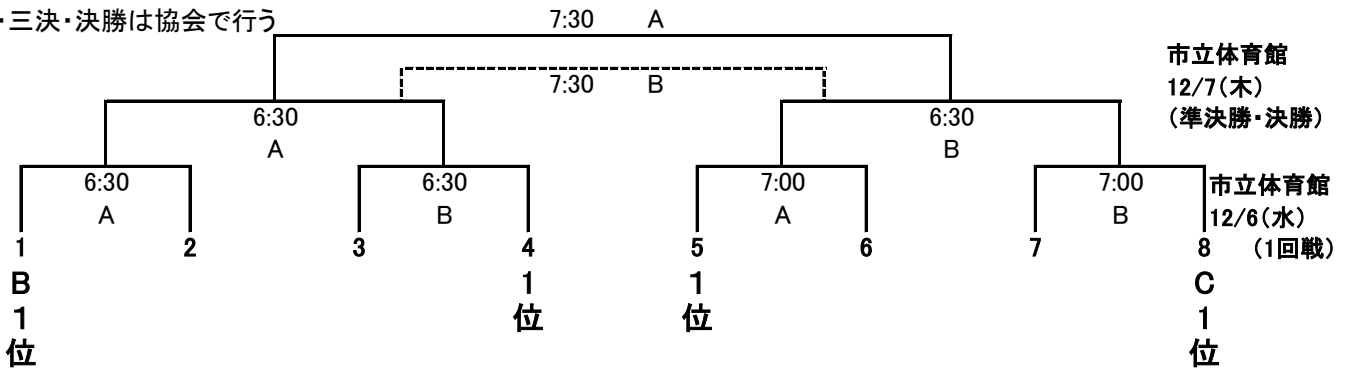 ・三決・決勝は協会で行う
7:30 A
7:30 B
市立体育館
12/7(木)
(準決勝・決勝)
6:30
A
6:30
B
6:30
A
6:30
B
7:00
A
7:00
B
市立体育館
12/6(水)
(1回戦)
1 2 3 4 5 6 7 8
B1位
1位
1位
C1位